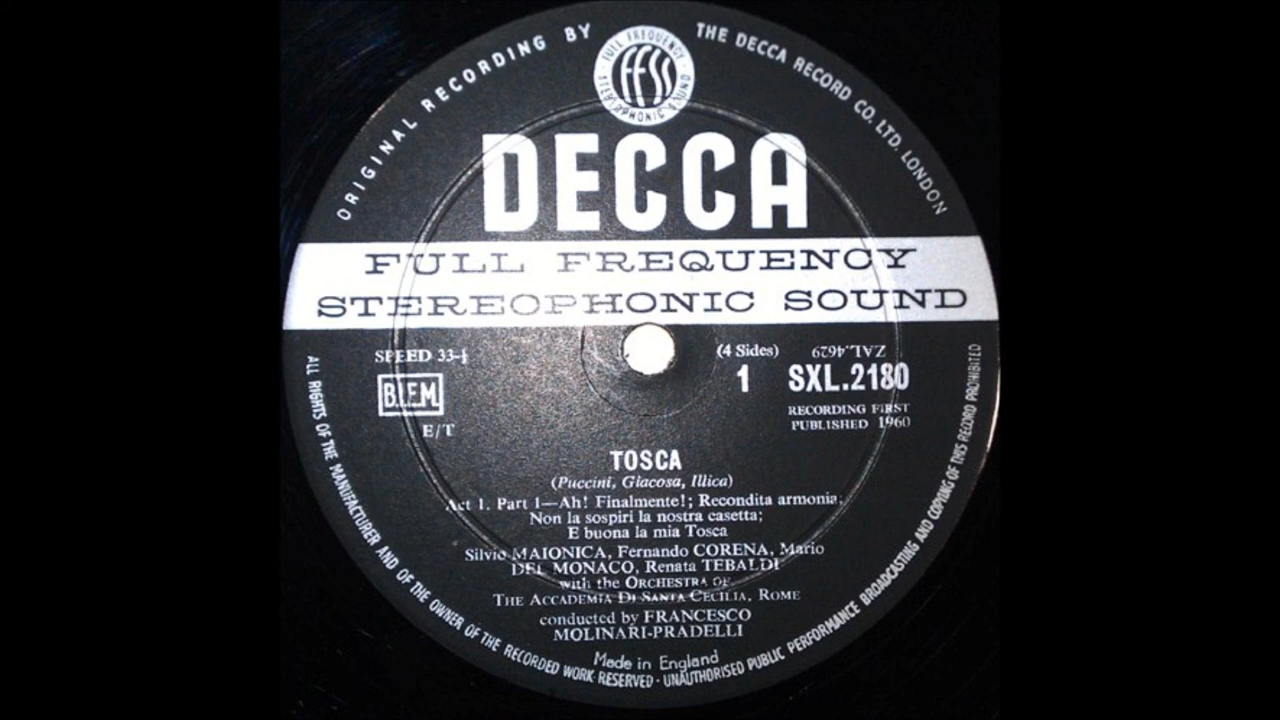 ORIGINAL RECORDING BY THE DECCA RECORD CO. LTD. LONDON
FULL FREQUENCY STEREOPHONIC SOUND
FFSS
DECCA
FULL FREQUENCY
STEREOPHONIC SOUND
SPEED 33-⅓
B.I.E.M.
E/T
(4 Sides)
1
ZAL.4629
SXL.2180
RECORDING FIRST
PUBLISHED 1960
TOSCA
(Puccini, Giacosa, Illica)
Act 1. Part 1—Ah! Finalmente!; Recondita armonia;
Non la sospiri la nostra casetta;
E buona la mia Tosca
Silvio MAIONICA, Fernando CORENA, Mario
DEL MONACO, Renata TEBALDI
with the ORCHESTRA OF
THE ACCADEMIA DI SANTA CECILIA, ROME
conducted by FRANCESCO
MOLINARI-PRADELLI
Made in England
ALL RIGHTS OF THE MANUFACTURER AND OF THE OWNER OF THE RECORDED WORK RESERVED · UNAUTHORISED PUBLIC PERFORMANCE BROADCASTING AND COPYING OF THIS RECORD PROHIBITED